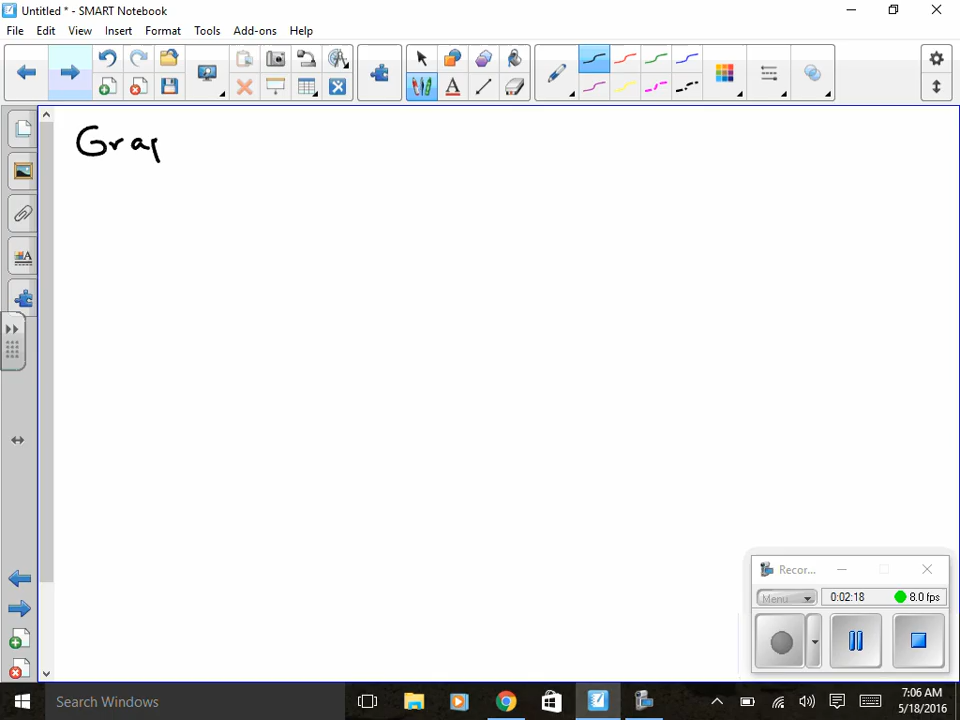 Untitled * - SMART Notebook
File Edit View Insert Format Tools Add-ons Help
Grap
Recor...
Menu 0:02:18 8.0 fps
Search Windows
7:06 AM
5/18/2016